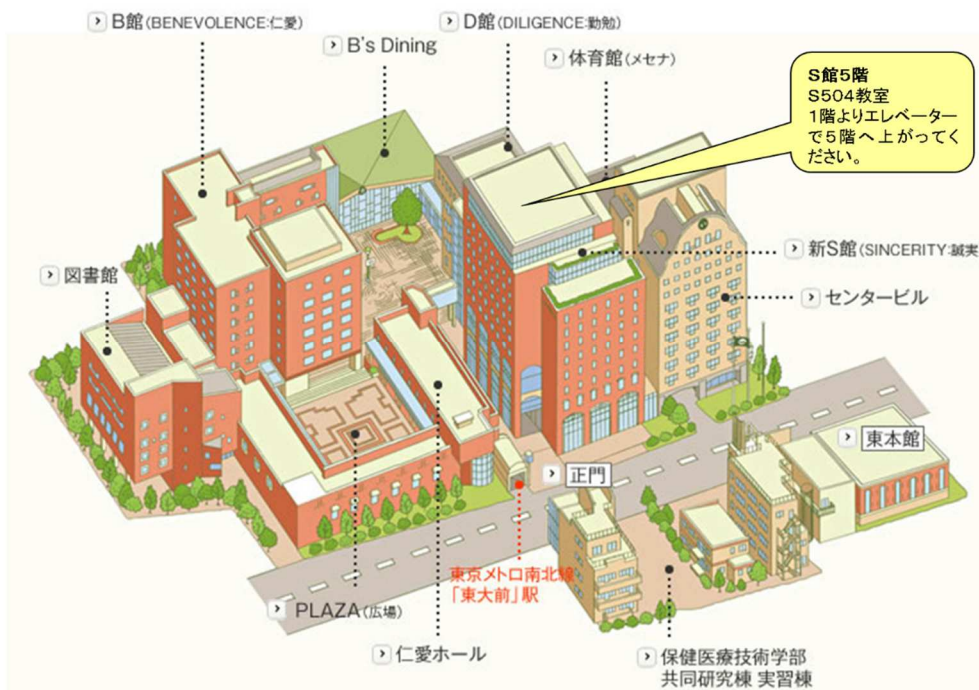 B館(BENEVOLENCE:仁愛)
D館(DILIGENCE:勤勉)
B's Dining
体育館(メセナ)
S館5階
S504教室
1階よりエレベーター
で5階へ上がってく
ださい。
図書館
新S館(SINCERITY:誠実
センタービル
東本館
正門
東京メトロ南北線
「東大前」駅
PLAZA(広場)
仁愛ホール
保健医療技術学部
共同研究棟 実習棟